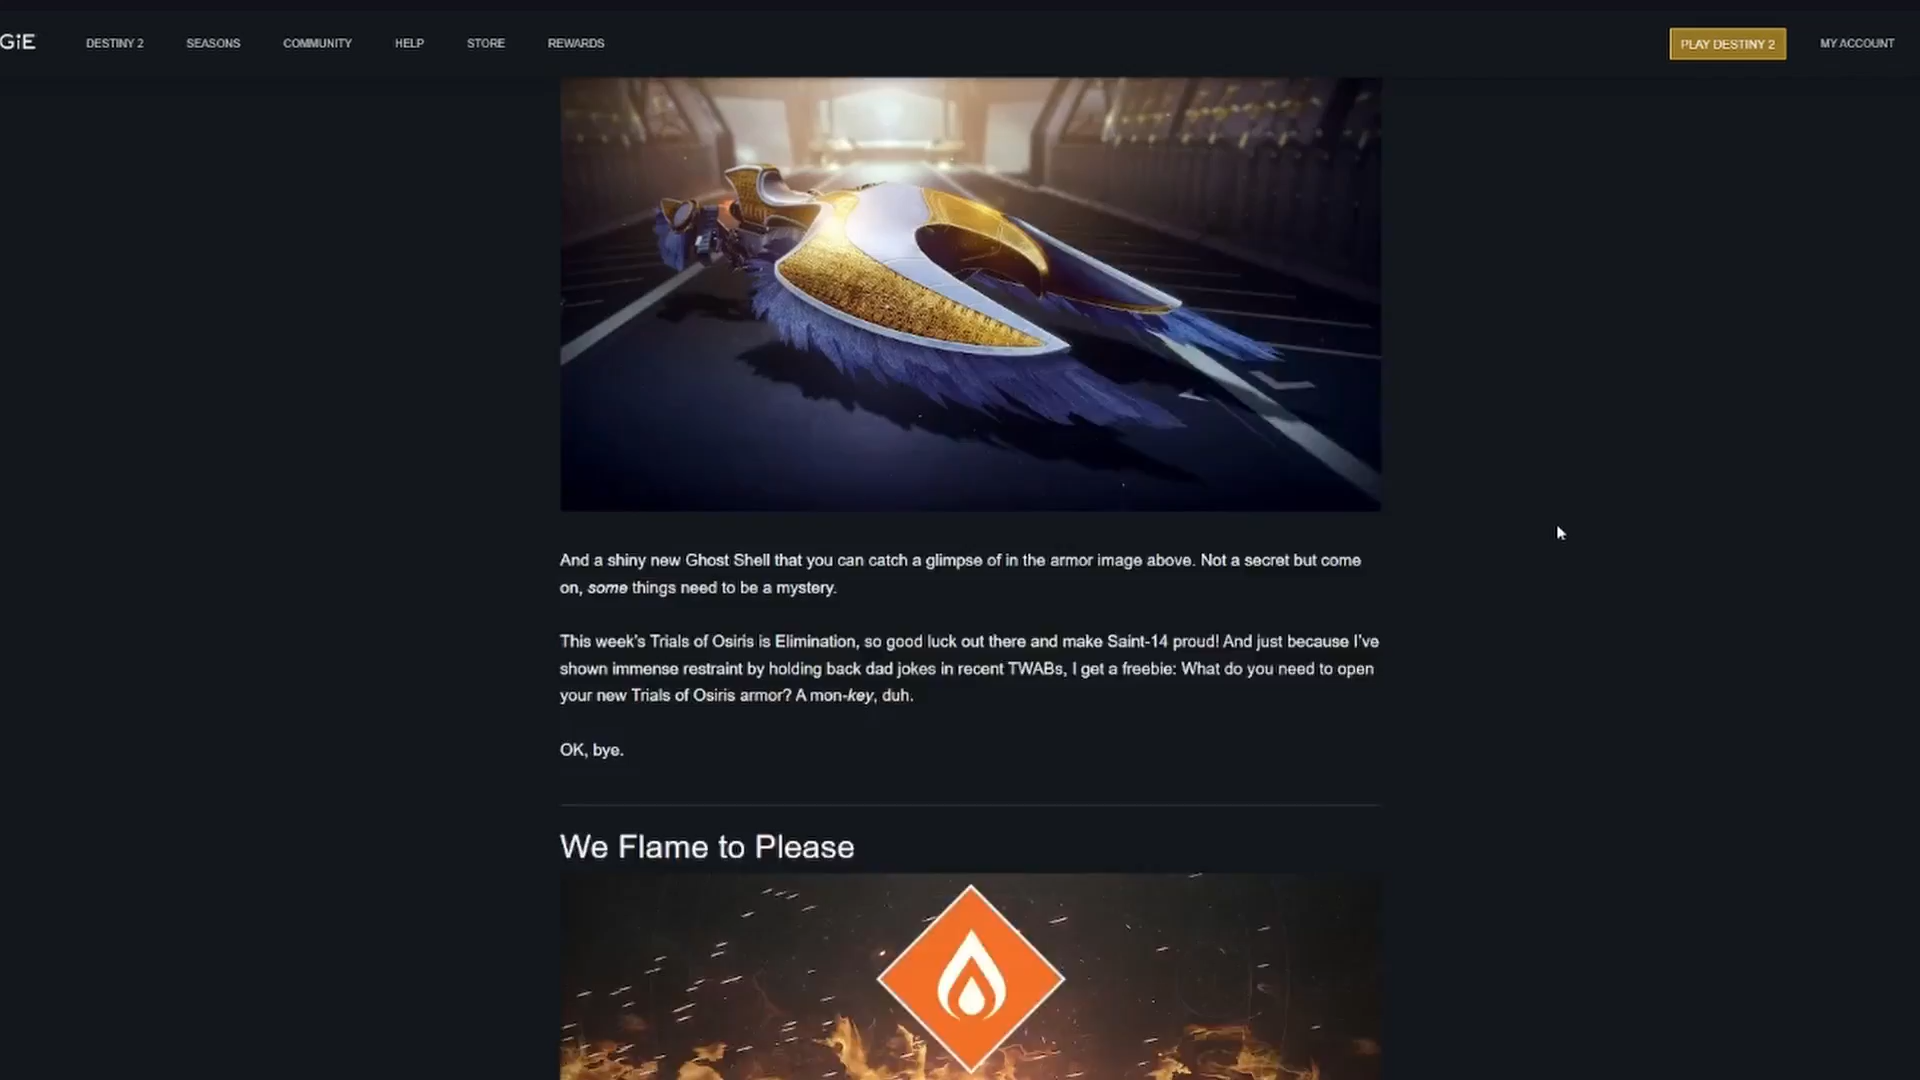 GiE
DESTINY 2
SEASONS
COMMUNITY
HELP
STORE
REWARDS
PLAY DESTINY 2
MY ACCOUNT
And a shiny new Ghost Shell that you can catch a glimpse of in the armor image above. Not a secret but come
on, some things need to be a mystery.
This week's Trials of Osiris is Elimination, so good luck out there and make Saint-14 proud! And just because I've
shown immense restraint by holding back dad jokes in recent TWABs, I get a freebie: What do you need to open
your new Trials of Osiris armor? A mon-key, duh.
OK, bye.
We Flame to Please